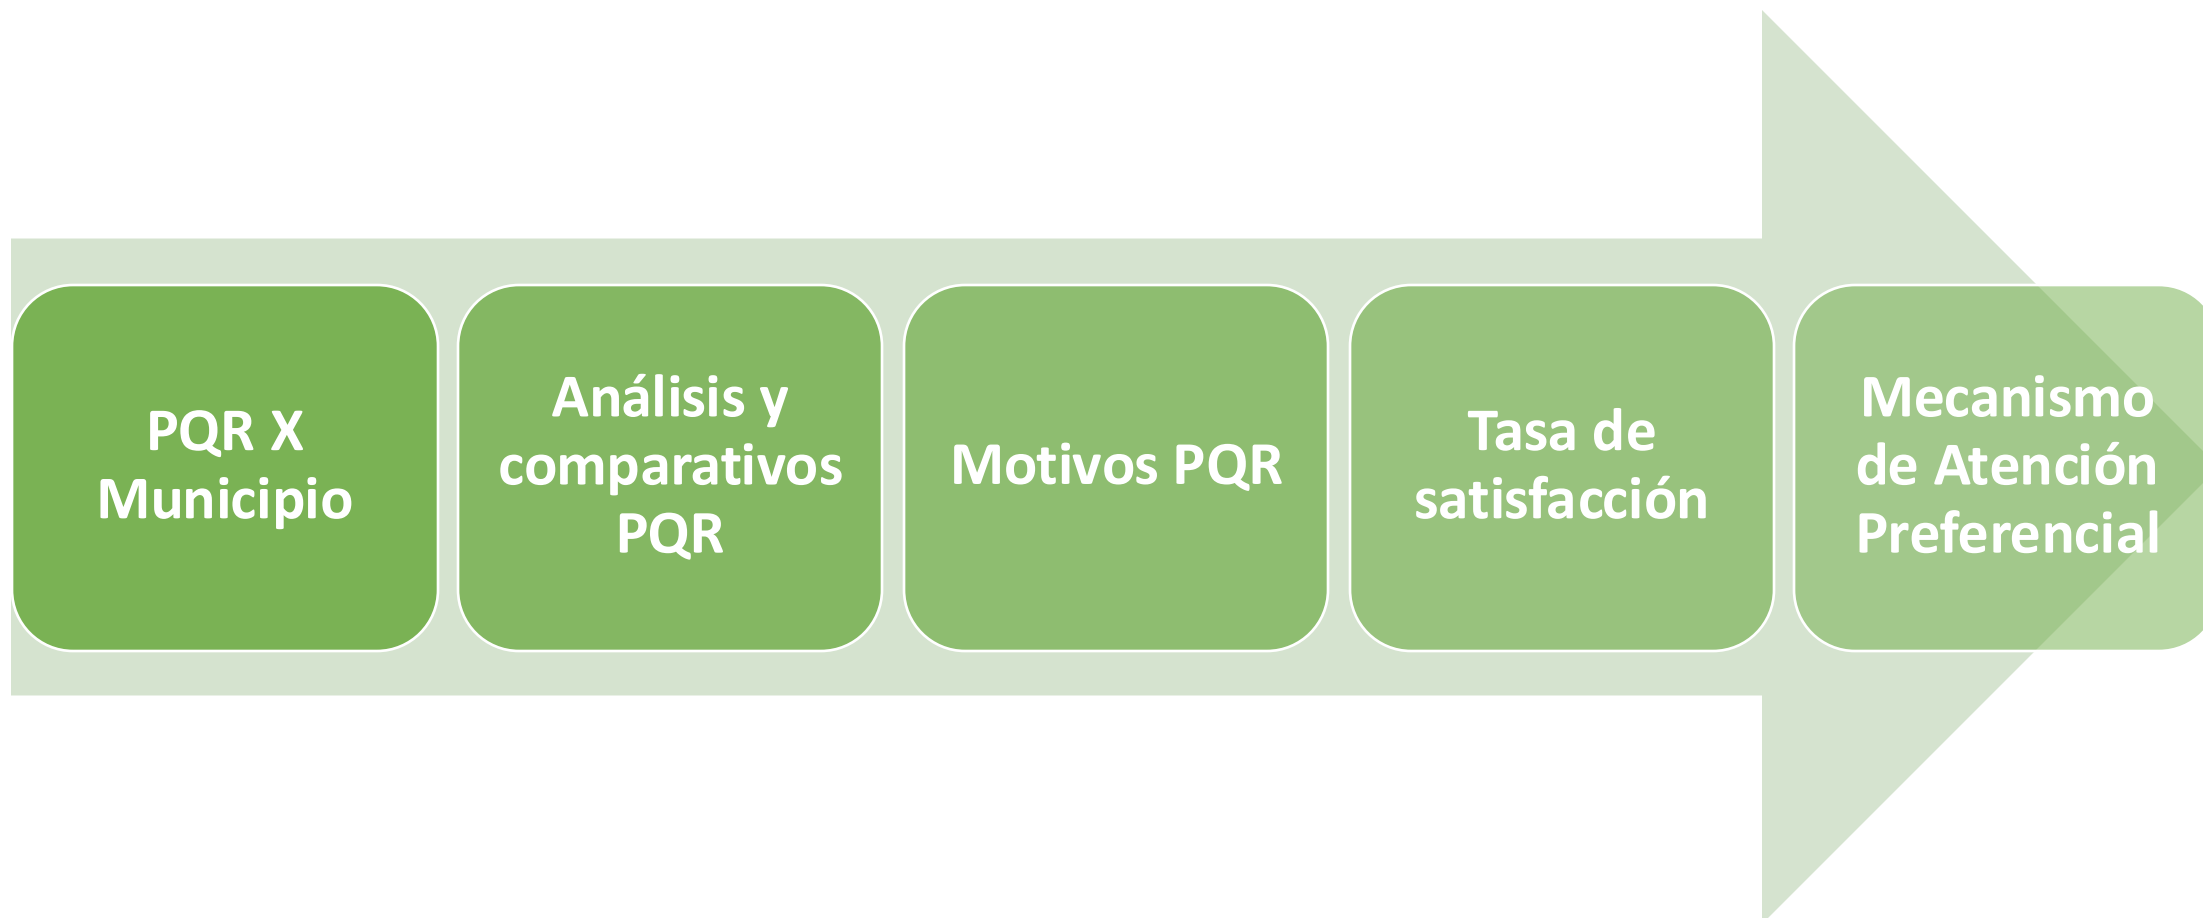 PQR X
Municipio
Análisis y
comparativos
PQR
Motivos PQR
Tasa de
satisfacción
Mecanismo
de Atención
Preferencial